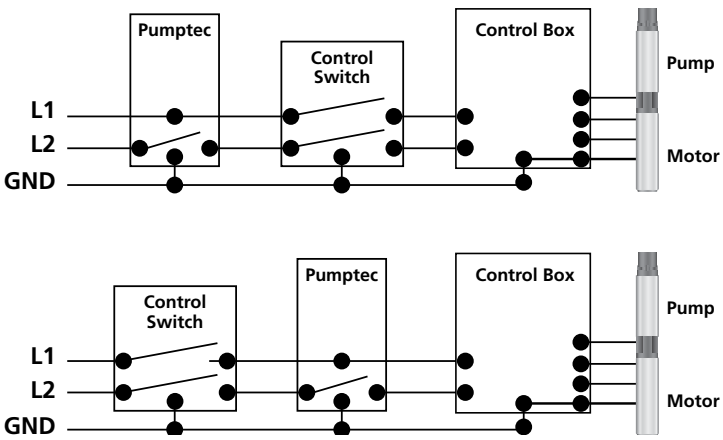 Pumptec
Control
Switch
Control Box
Pump
L1
L2
Motor
GND
Control
Switch
Pumptec
Control Box
Pump
L1
L2
Motor
GND